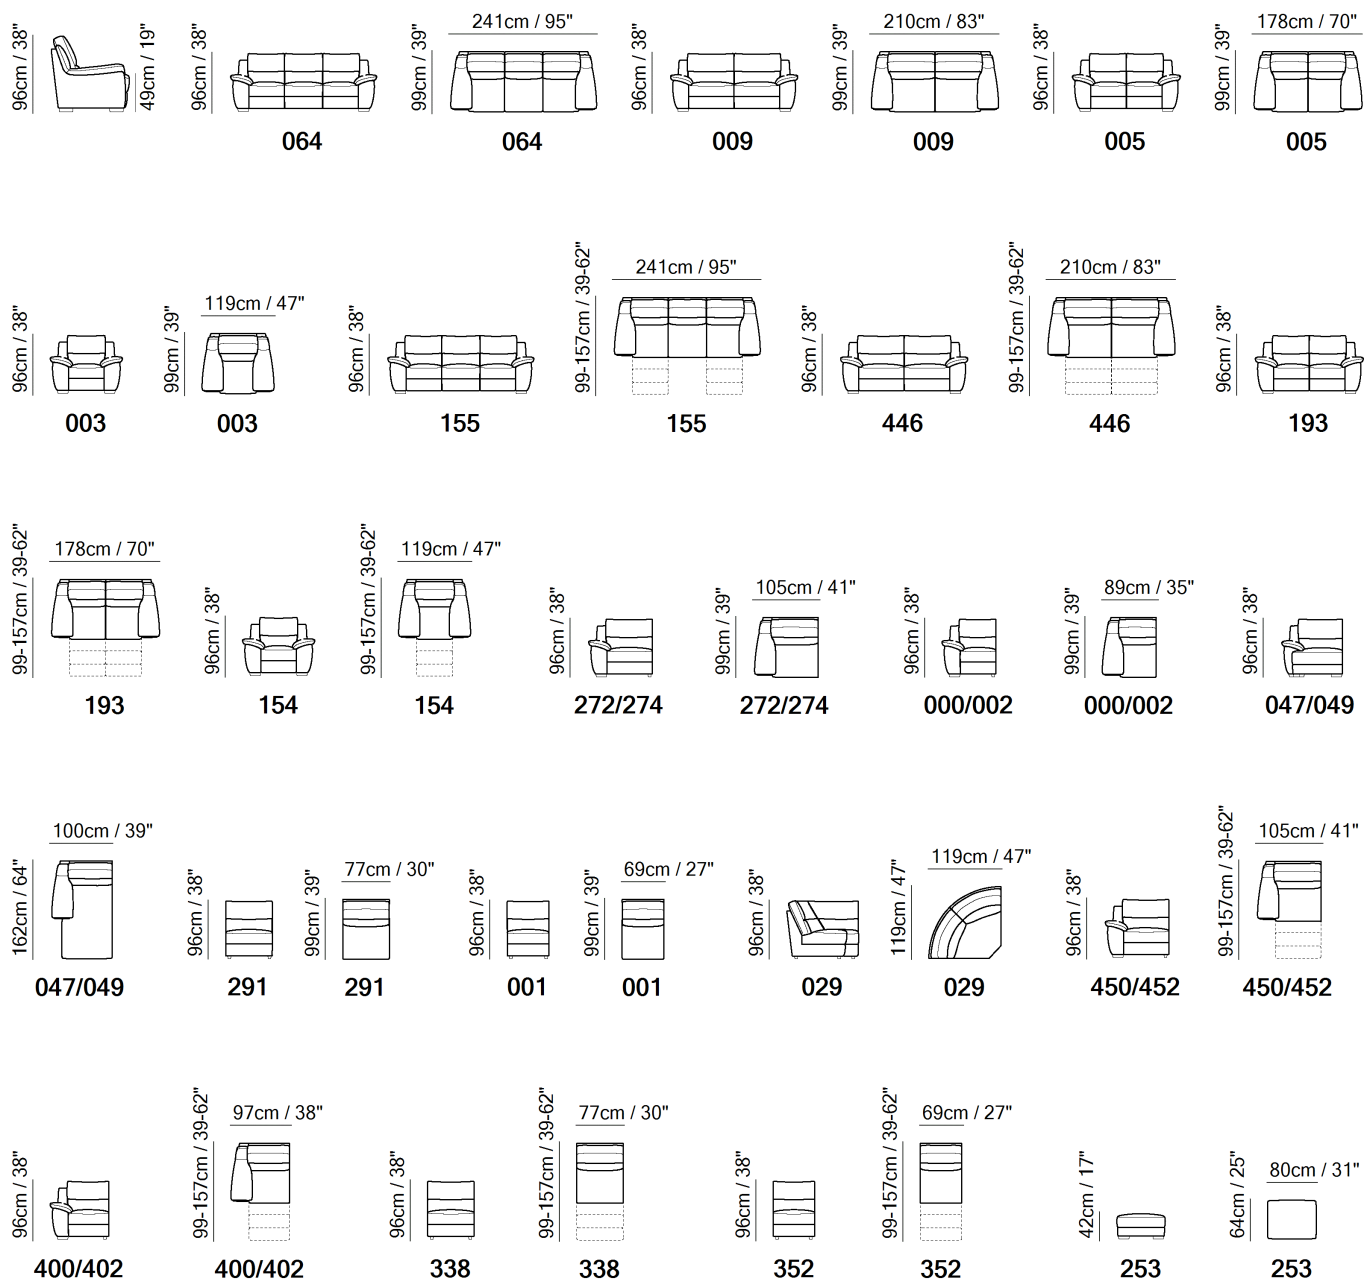 96cm / 38"
49cm / 19"
96cm / 38"
064
99cm / 39"
241cm / 95"
064
96cm / 38"
009
99cm / 39"
210cm / 83"
009
96cm / 38"
005
99cm / 39"
178cm / 70"
005
96cm / 38"
003
99cm / 39"
119cm / 47"
003
96cm / 38"
155
99-157cm / 39-62"
241cm / 95"
155
96cm / 38"
446
99-157cm / 39-62"
210cm / 83"
446
96cm / 38"
193
99-157cm / 39-62"
178cm / 70"
193
96cm / 38"
154
99-157cm / 39-62"
119cm / 47"
154
96cm / 38"
272/274
99cm / 39"
105cm / 41"
272/274
96cm / 38"
000/002
99cm / 39"
89cm / 35"
000/002
96cm / 38"
047/049
162cm / 64"
100cm / 39"
047/049
96cm / 38"
291
99cm / 39"
77cm / 30"
291
96cm / 38"
001
99cm / 39"
69cm / 27"
001
96cm / 38"
029
119cm / 47"
119cm / 47"
029
96cm / 38"
450/452
99-157cm / 39-62"
105cm / 41"
450/452
96cm / 38"
400/402
99-157cm / 39-62"
97cm / 38"
400/402
96cm / 38"
338
99-157cm / 39-62"
77cm / 30"
338
96cm / 38"
352
99-157cm / 39-62"
69cm / 27"
352
42cm / 17"
253
64cm / 25"
80cm / 31"
253